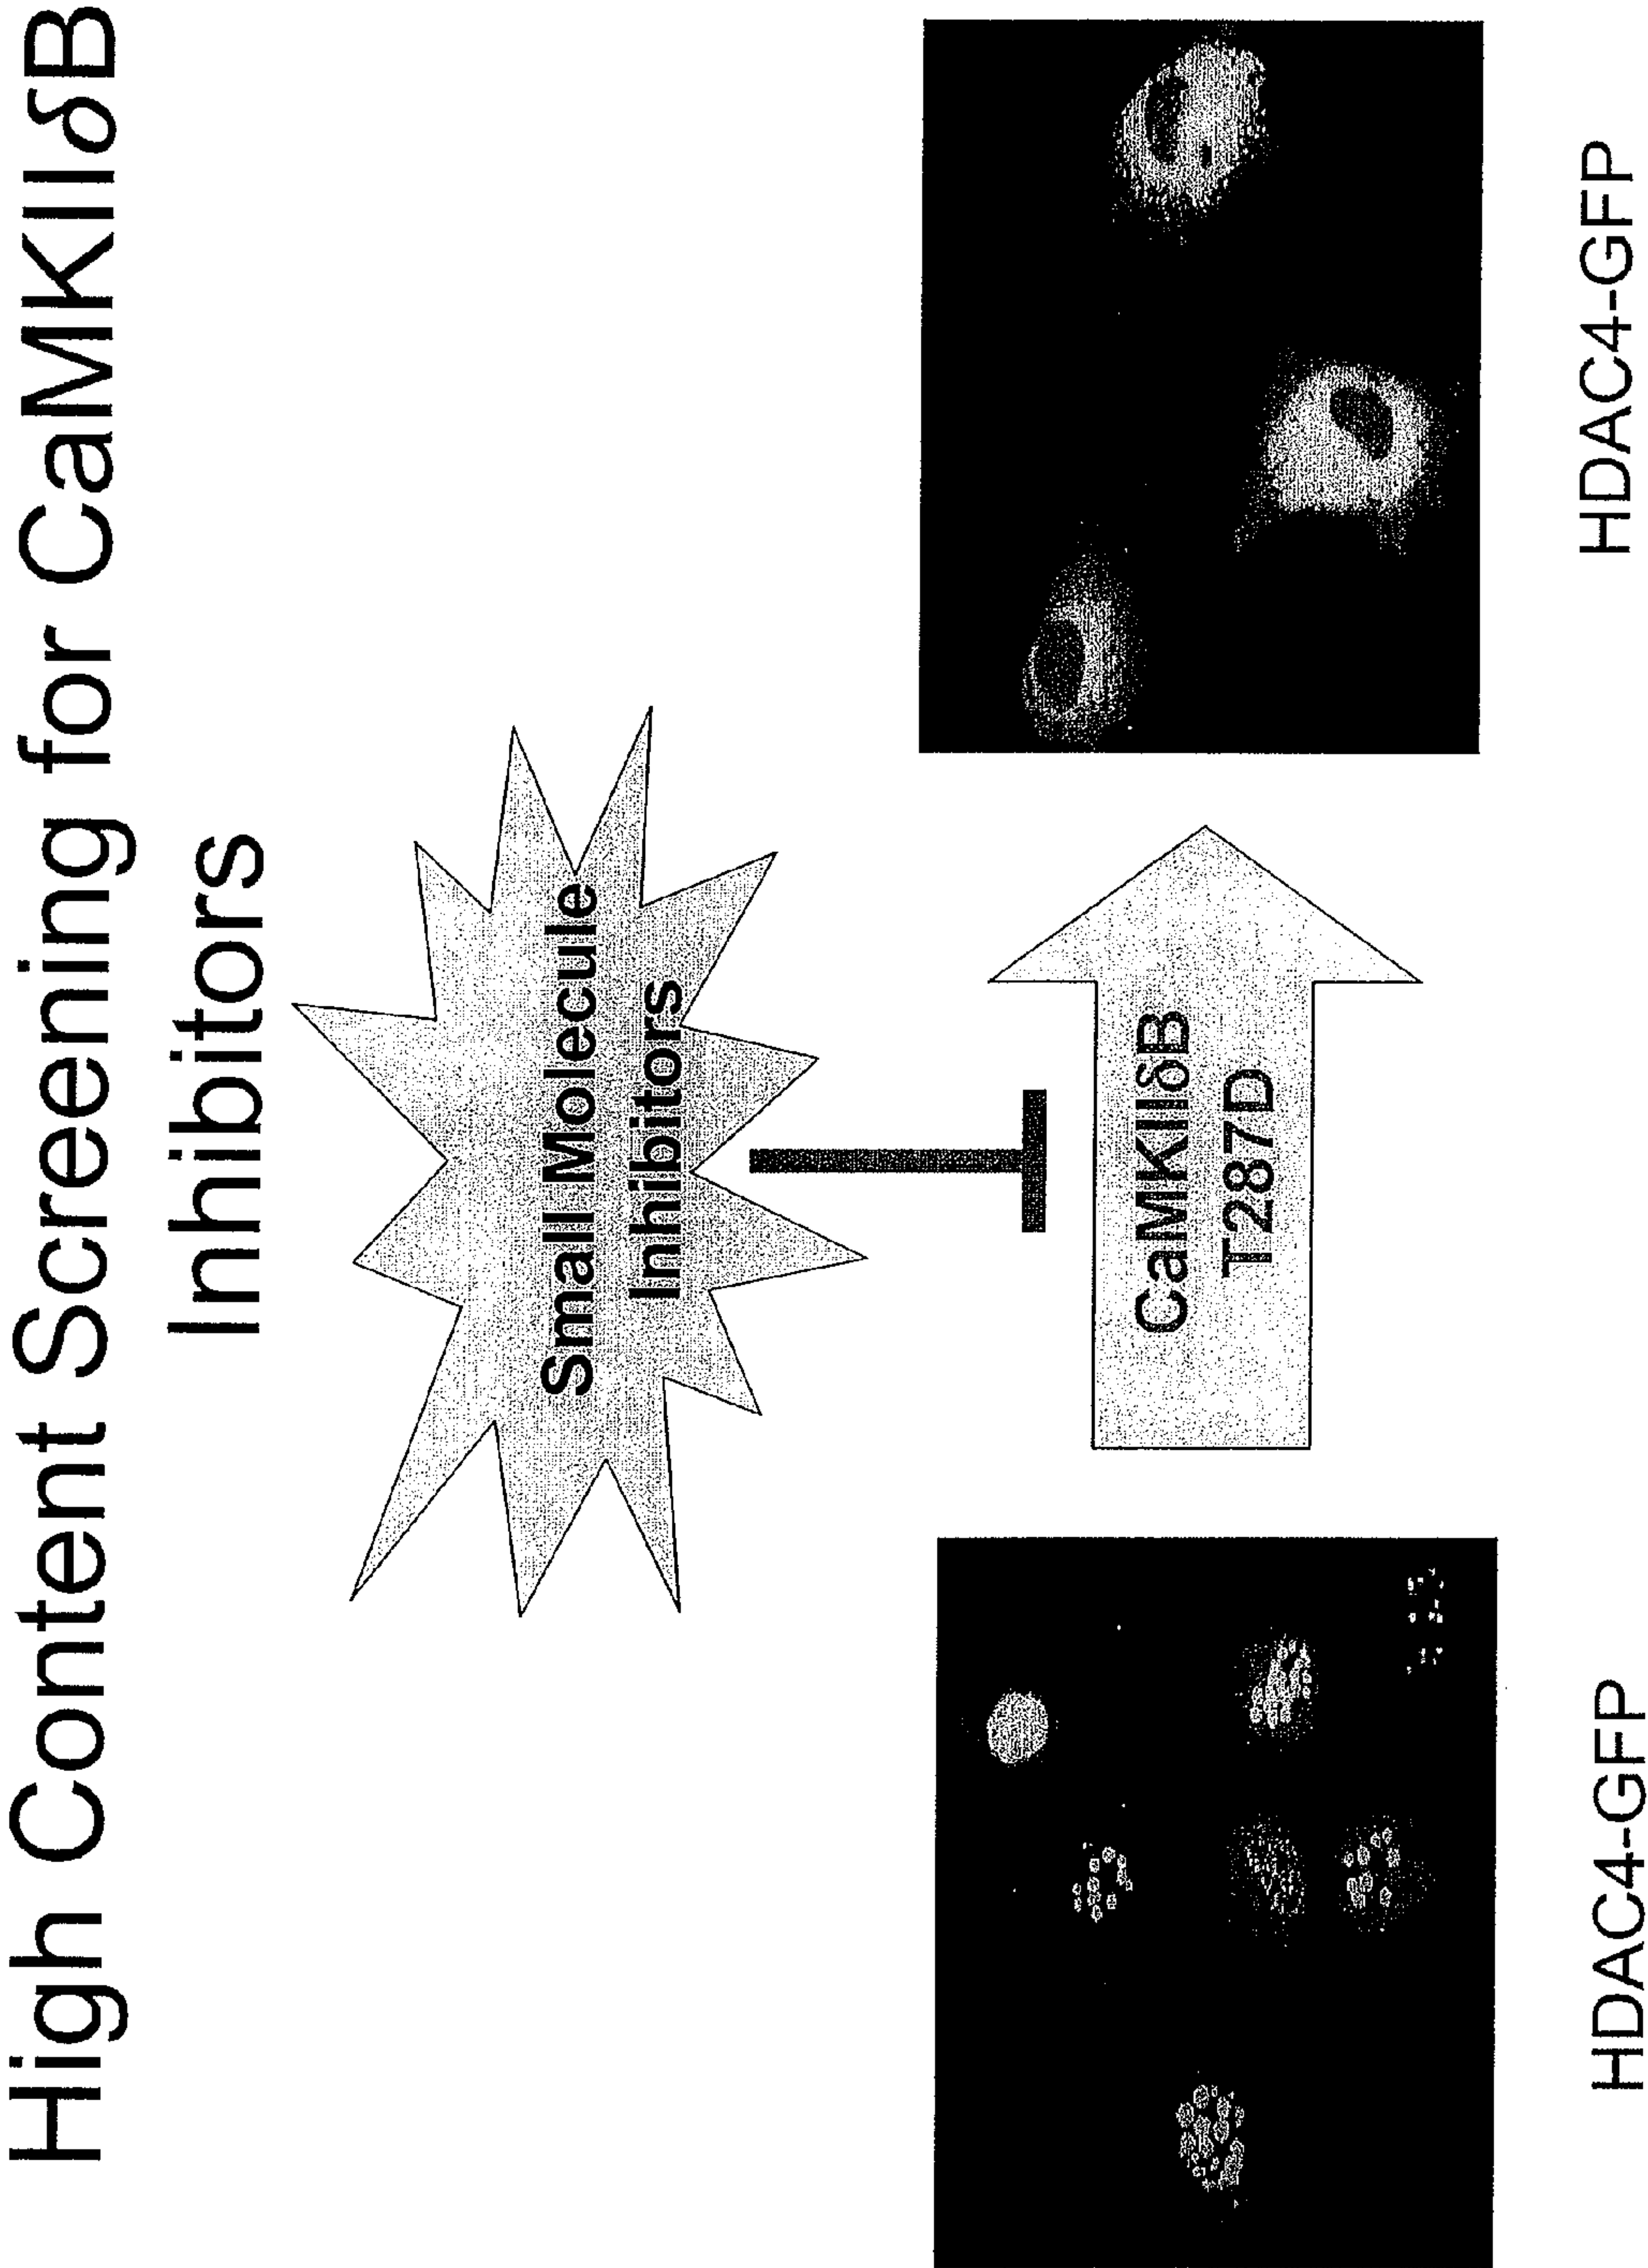 High Content Screening for CaMKIIδB
Inhibitors
Small Molecule
Inhibitors
CaMKIIδB
T287D
HDAC4-GFP
HDAC4-GFP